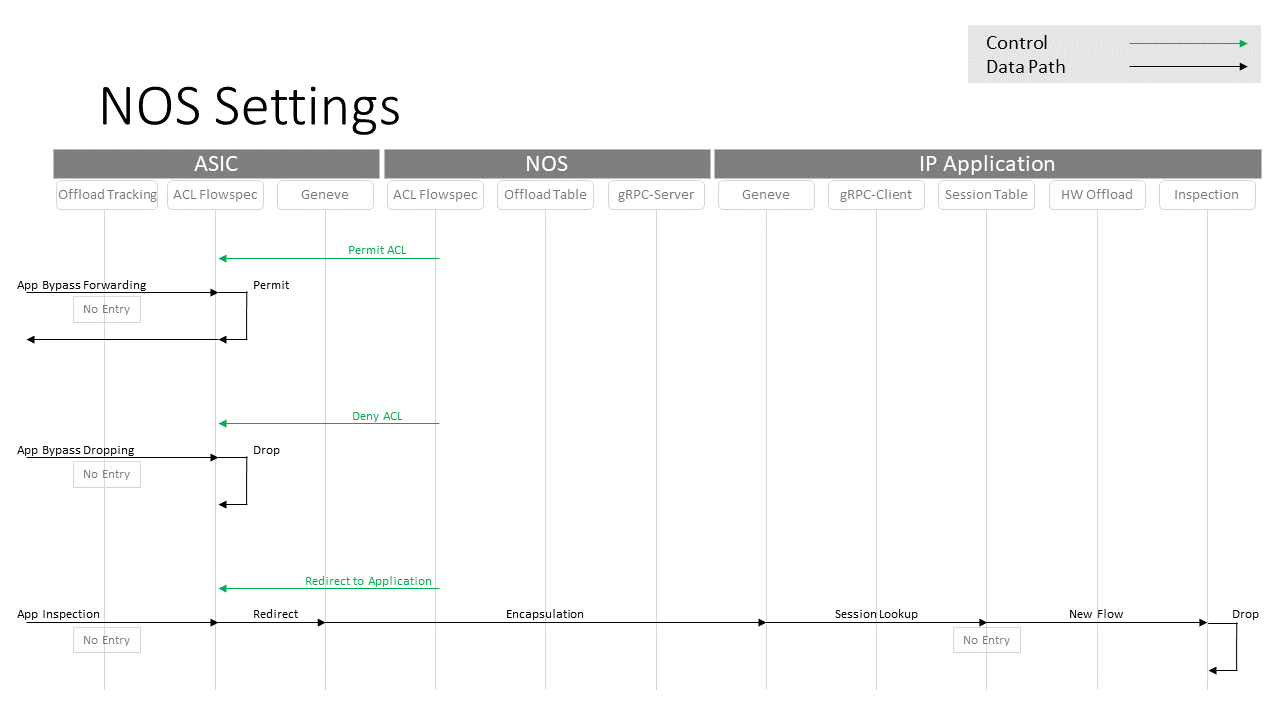 Control
Data Path
NOS Settings
ASIC
NOS
IP Application
Offload Tracking
ACL Flowspec
Geneve
ACL Flowspec
Offload Table
gRPC-Server
Geneve
gRPC-Client
Session Table
HW Offload
Inspection
Permit ACL
App Bypass Forwarding
Permit
No Entry
Deny ACL
App Bypass Dropping
Drop
No Entry
Redirect to Application
App Inspection
Redirect
Encapsulation
Session Lookup
New Flow
Drop
No Entry
No Entry